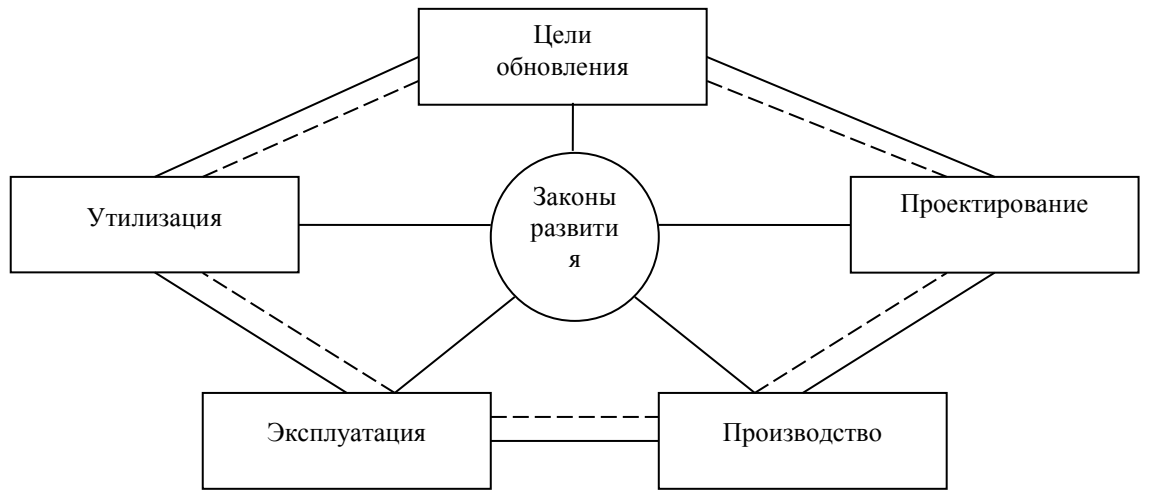 Цели
обновления
Утилизация
Законы
развити
я
Проектирование
Эксплуатация
Производство